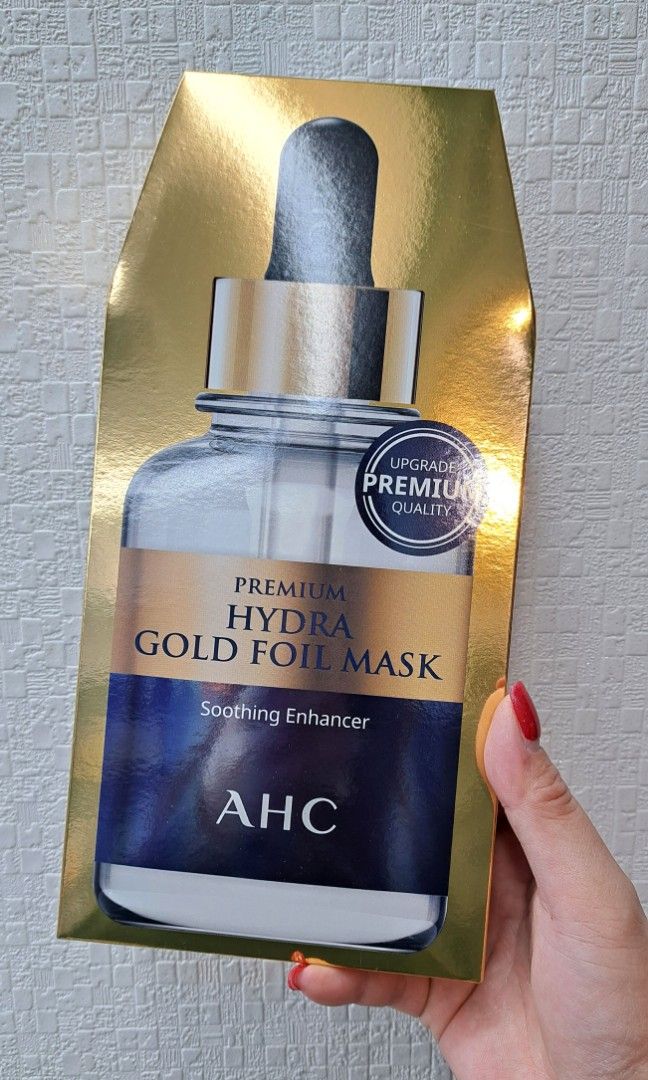 UPGRADE
PREMIUM
QUALITY
PREMIUM
HYDRA
GOLD FOIL MASK
Soothing Enhancer
AHC